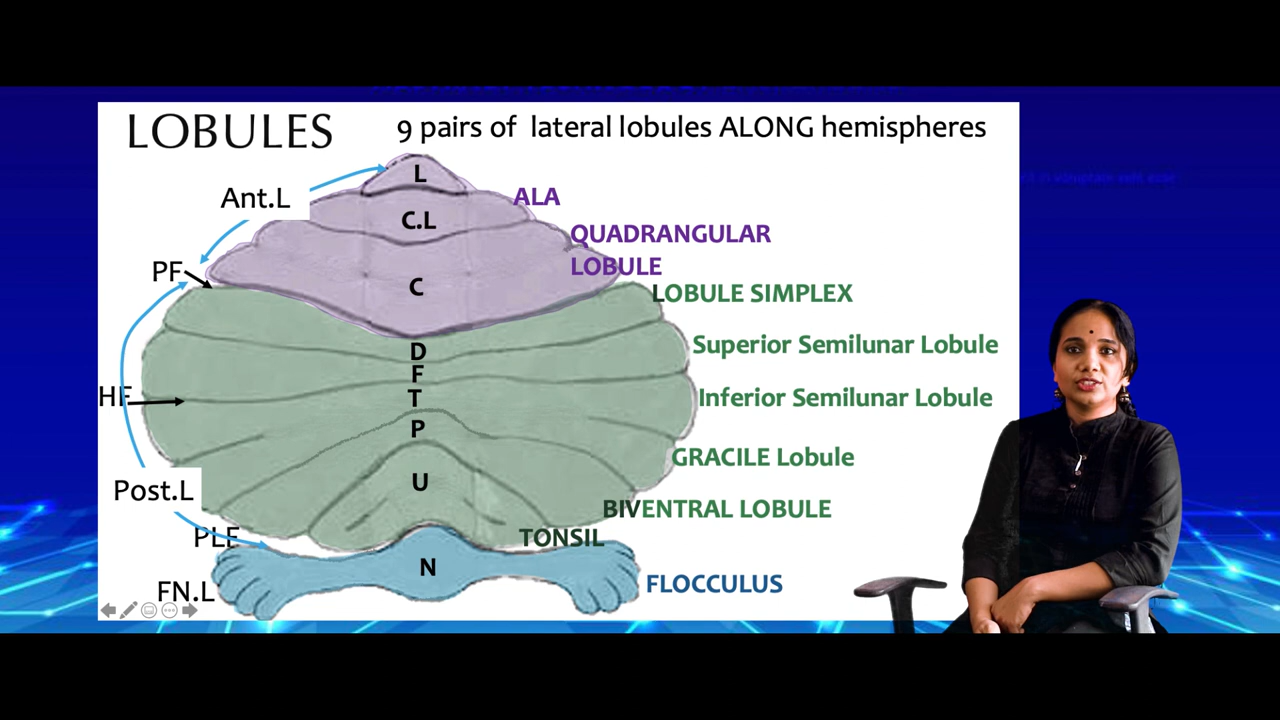 LOBULES
9 pairs of lateral lobules ALONG hemispheres
L
Ant.L
ALA
C.L
QUADRANGULAR
LOBULE
PF
C
LOBULE SIMPLEX
D
Superior Semilunar Lobule
F
HF
T
Inferior Semilunar Lobule
P
GRACILE Lobule
U
Post.L
BIVENTRAL LOBULE
PLF
TONSIL
N
FN.L
FLOCCULUS